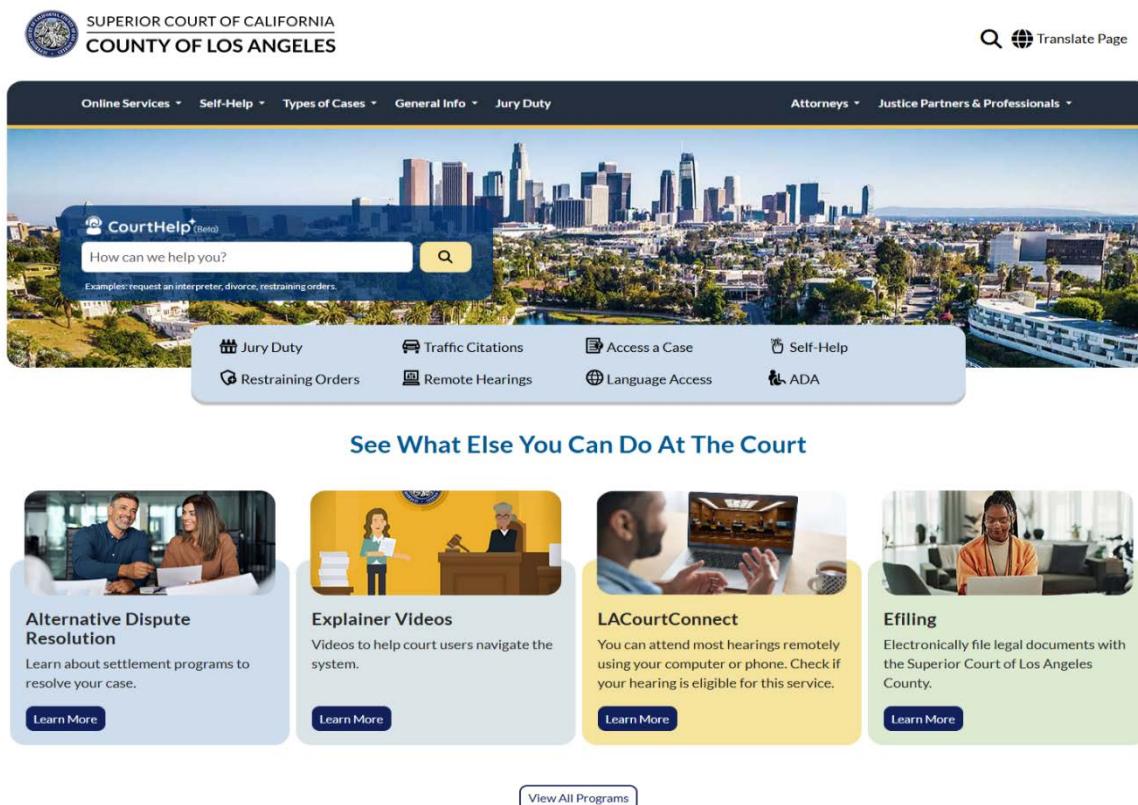 SUPERIOR COURT OF CALIFORNIA
COUNTY OF LOS ANGELES
Translate Page
Online Services Self-Help Types of Cases General Info Jury Duty Attorneys Justice Partners & Professionals
CourtHelp (Beta)
How can we help you?
Examples: request an interpreter, divorce, restraining orders.
Jury Duty Traffic Citations Access a Case Self-Help
Restraining Orders Remote Hearings Language Access ADA
See What Else You Can Do At The Court
Alternative Dispute
Resolution
Learn about settlement programs to
resolve your case.
Learn More
Explainer Videos
Videos to help court users navigate the
system.
Learn More
LACourtConnect
You can attend most hearings remotely
using your computer or phone. Check if
your hearing is eligible for this service.
Learn More
Efiling
Electronically file legal documents with
the Superior Court of Los Angeles
County.
Learn More
View All Programs